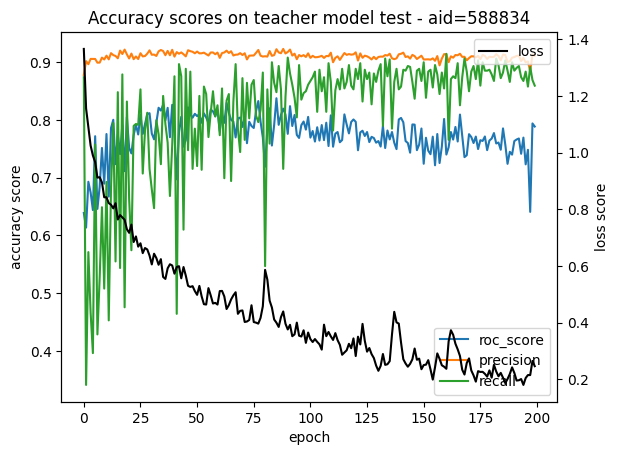 Accuracy scores on teacher model test - aid=588834
loss
accuracy score
0.9
0.8
0.7
0.6
0.5
0.4
1.4
1.2
1.0
0.8
0.6
0.4
0.2
loss score
roc_score
precision
recall
0 25 50 75 100 125 150 175 200
epoch